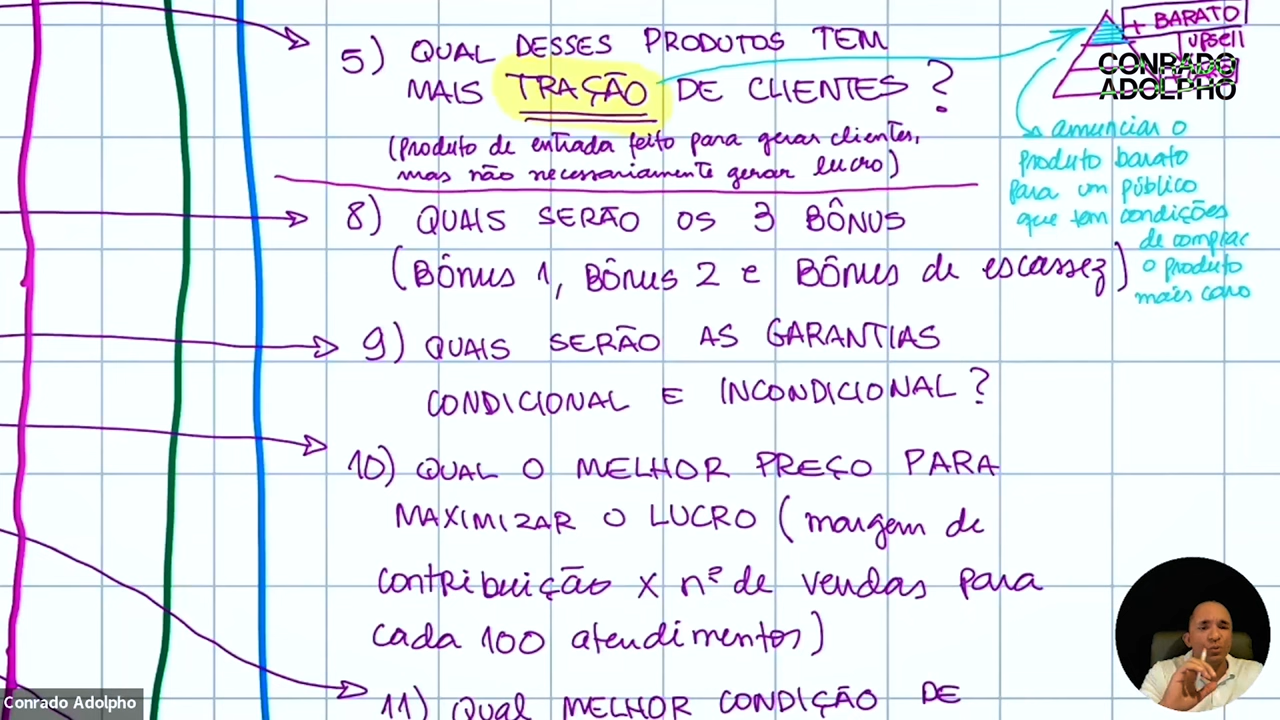 5) QUAL DESSES PRODUTOS TEM
MAIS TRAÇÃO DE CLIENTES?
(produto de entrada feito para gerar clientes,
mas não necessariamente gerar lucro)
+ BARATO
upsell
CONRADO
ADOLPHO
anunciar o
produto barato
para um público
que tem condições
de comprar
o produto
mais caro
8) QUAIS SERÃO OS 3 BÔNUS
(BÔNUS 1, BÔNUS 2 e BÔNUS de escassez)
9) QUAIS SERÃO AS GARANTIAS
CONDICIONAL E INCONDICIONAL?
10) QUAL O MELHOR PREÇO PARA
MAXIMIZAR O LUCRO (margem de
contribuição x nº de vendas para
cada 100 atendimentos)
11) QUAL MELHOR CONDIÇÃO DE
Conrado Adolpho